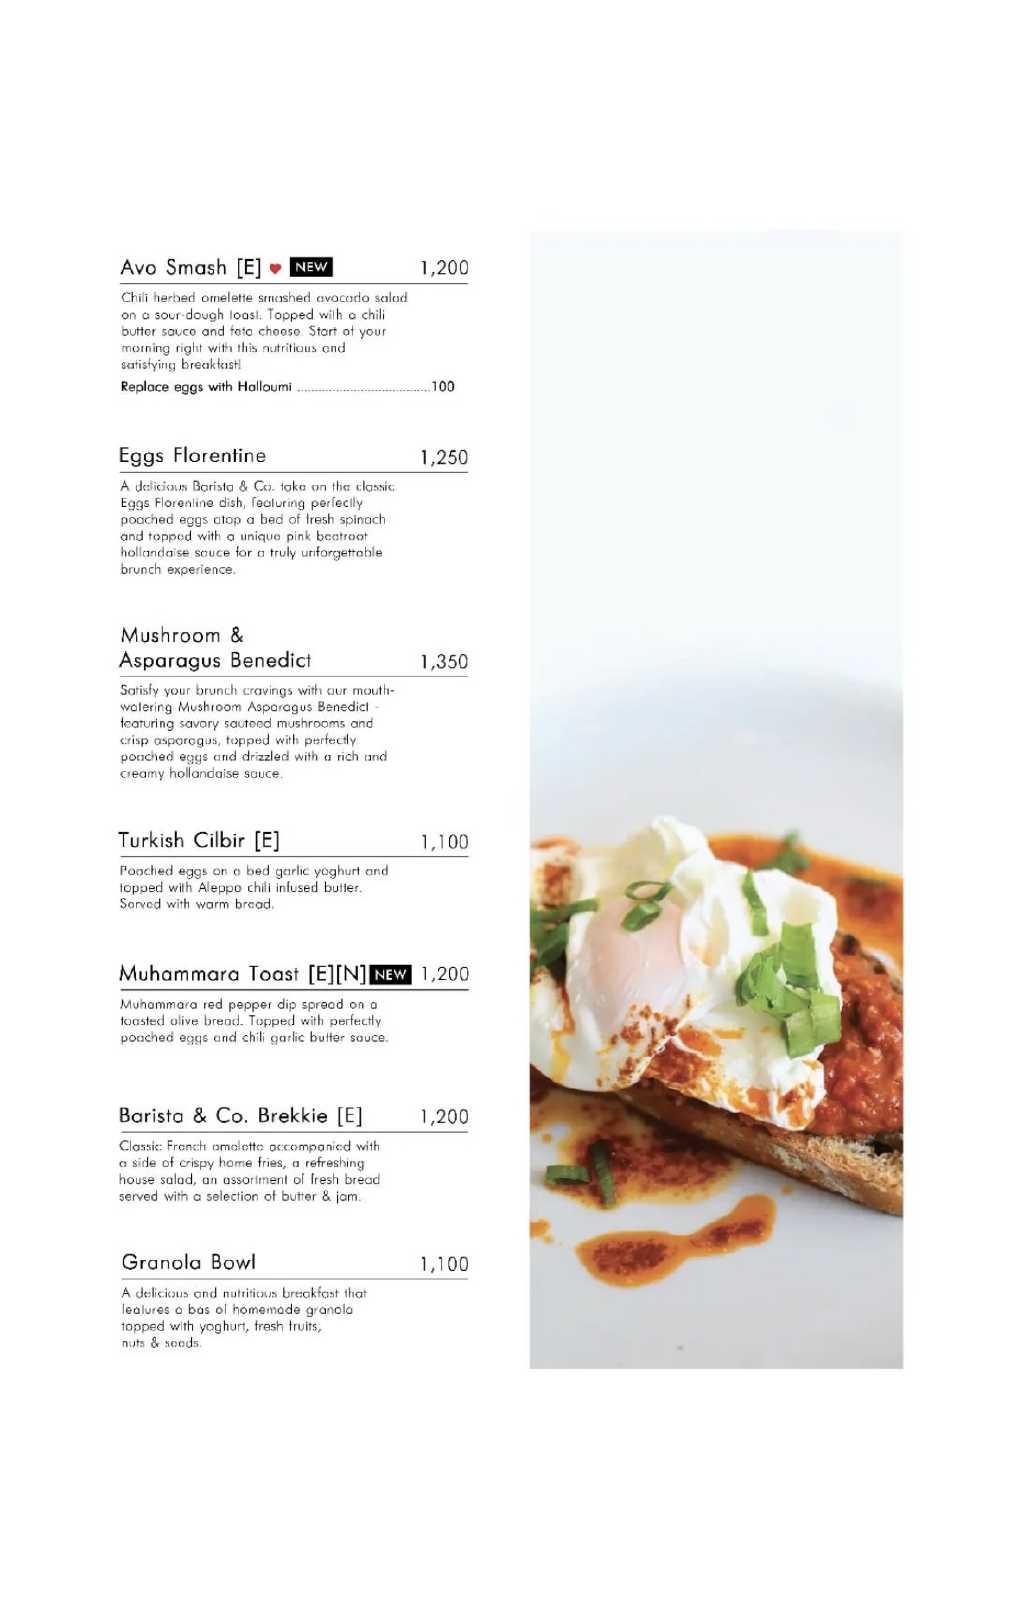 Avo Smash [E] ♥ NEW 1,200
Chili herbed omelette smashed avocado salad
on a sour-dough toast. Topped with a chili
butter sauce and feta cheese. Start of your
morning right with this nutritious and
satisfying breakfast!
Replace eggs with Halloumi ......................................100
Eggs Florentine 1,250
A delicious Barista & Co. take on the classic
Eggs Florentine dish, featuring perfectly
poached eggs atop a bed of fresh spinach
and topped with a unique pink beetroot
hollandaise sauce for a truly unforgettable
brunch experience.
Mushroom &
Asparagus Benedict 1,350
Satisfy your brunch cravings with our mouth-
watering Mushroom Asparagus Benedict -
featuring savory sauteed mushrooms and
crisp asparagus, topped with perfectly
poached eggs and drizzled with a rich and
creamy hollandaise sauce.
Turkish Cilbir [E] 1,100
Poached eggs on a bed garlic yoghurt and
topped with Aleppo chili infused butter.
Served with warm bread.
Muhammara Toast [E][N] NEW 1,200
Muhammara red pepper dip spread on a
toasted olive bread. Topped with perfectly
poached eggs and chili garlic butter sauce.
Barista & Co. Brekkie [E] 1,200
Classic French omelette accompanied with
a side of crispy home fries, a refreshing
house salad, an assortment of fresh bread
served with a selection of butter & jam.
Granola Bowl 1,100
A delicious and nutritious breakfast that
features a bas of homemade granola
topped with yoghurt, fresh fruits,
nuts & seeds.